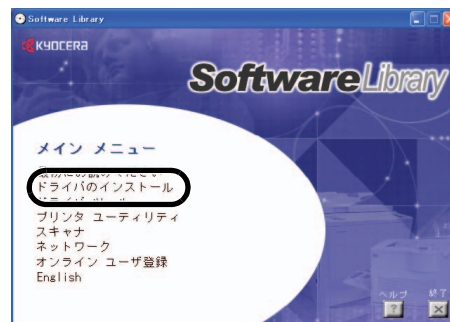 Software Library
KYOCERA
SoftwareLibrary
メイン メニュー
ドライバのインストール
プリンタ ユーティリティ
スキャナ
ネットワーク
オンライン ユーザ登録
English
ヘルプ 終了